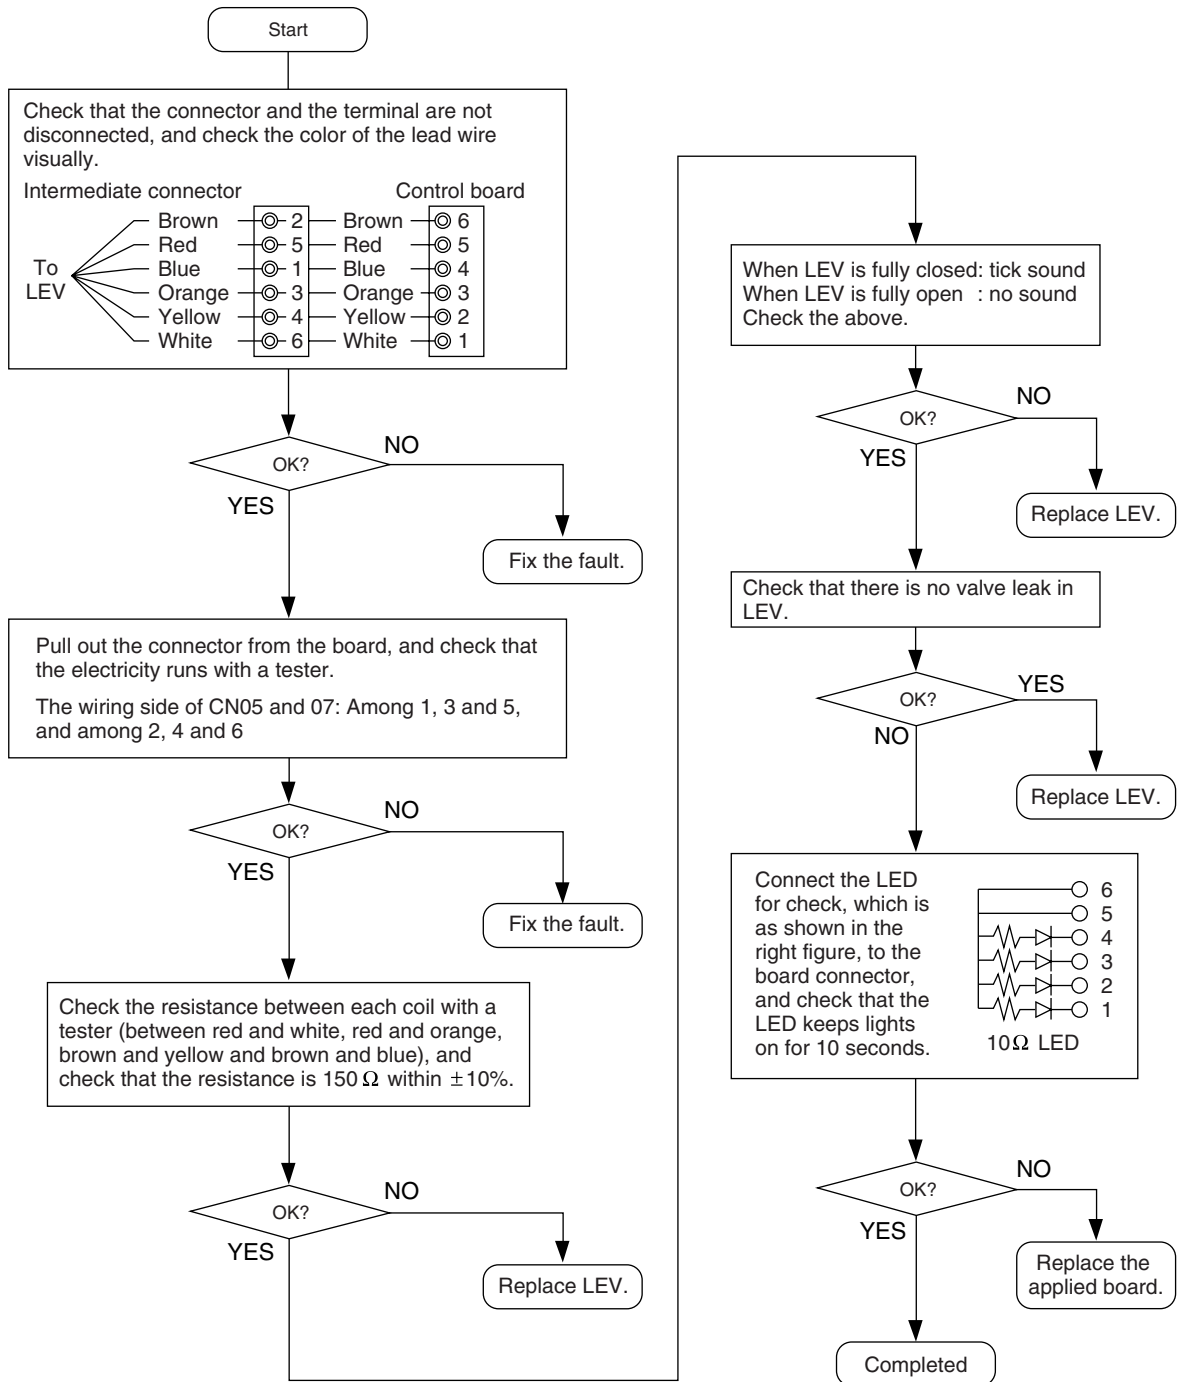 Start
Check that the connector and the terminal are not
disconnected, and check the color of the lead wire
visually.
Intermediate connector Control board
To
LEV
Brown 2 Brown 6
Red 5 Red 5
Blue 1 Blue 4
Orange 3 Orange 3
Yellow 4 Yellow 2
White 6 White 1
OK?
NO
YES
Fix the fault.
Pull out the connector from the board, and check that
the electricity runs with a tester.
The wiring side of CN05 and 07: Among 1, 3 and 5,
and among 2, 4 and 6
OK?
NO
YES
Fix the fault.
Check the resistance between each coil with a
tester (between red and white, red and orange,
brown and yellow and brown and blue), and
check that the resistance is 150 Ω within ±10%.
OK?
NO
YES
Replace LEV.
When LEV is fully closed: tick sound
When LEV is fully open : no sound
Check the above.
OK?
NO
YES
Replace LEV.
Check that there is no valve leak in
LEV.
OK?
YES
NO
Replace LEV.
Connect the LED
for check, which is
as shown in the
right figure, to the
board connector,
and check that the
LED keeps lights
on for 10 seconds.
6
5
4
3
2
1
10Ω LED
OK?
NO
YES
Replace the
applied board.
Completed